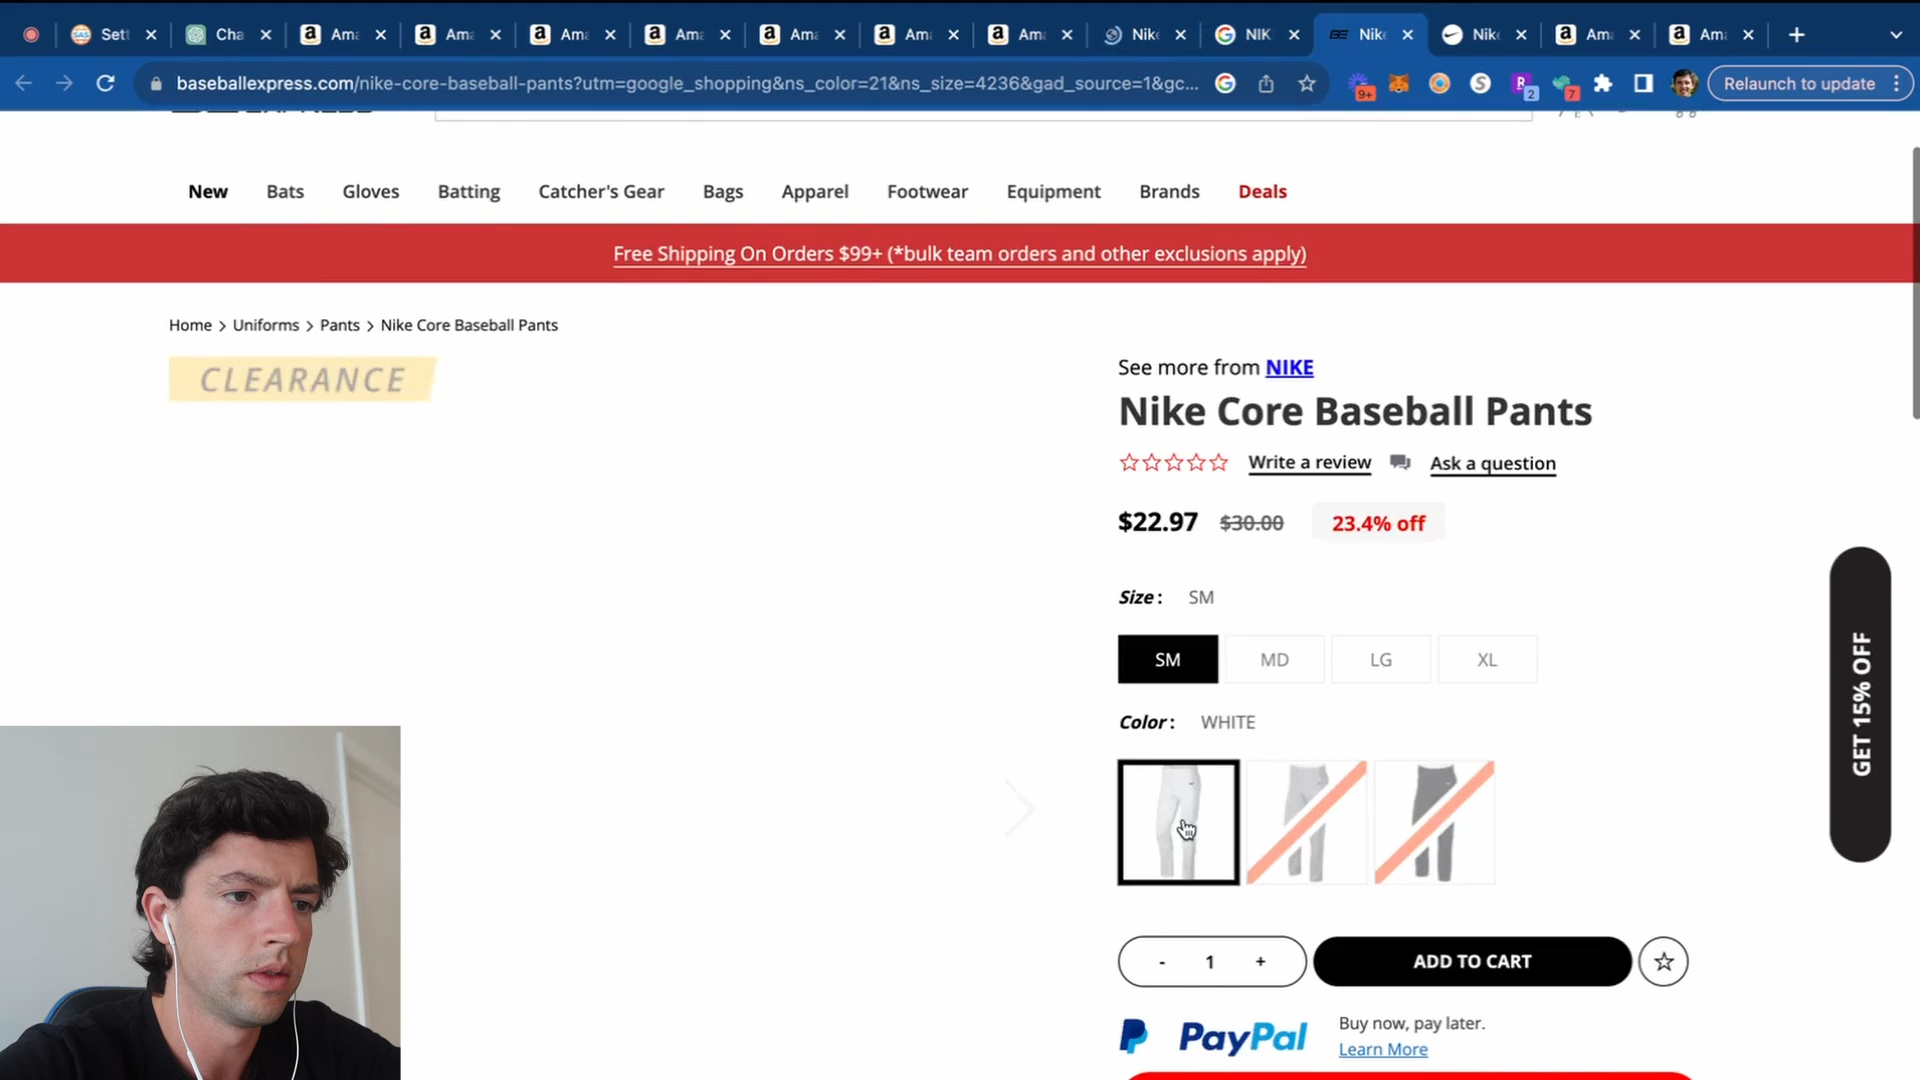 Sett
Cha
Ama
Ama
Ama
Ama
Ama
Ama
Ama
Nike
NIK
Nike
Nike
Ama
Ama
baseballexpress.com/nike-core-baseball-pants?utm=google_shopping&ns_color=21&ns_size=4236&gad_source=1&gc...
9+
2
7
Relaunch to update
New Bats Gloves Batting Catcher's Gear Bags Apparel Footwear Equipment Brands Deals
Free Shipping On Orders $99+ (*bulk team orders and other exclusions apply)
Home > Uniforms > Pants > Nike Core Baseball Pants
CLEARANCE
See more from NIKE
Nike Core Baseball Pants
Write a review Ask a question
$22.97 $30.00 23.4% off
Size : SM
SM MD LG XL
Color : WHITE
GET 15% OFF
- 1 + ADD TO CART
PayPal
Buy now, pay later.
Learn More